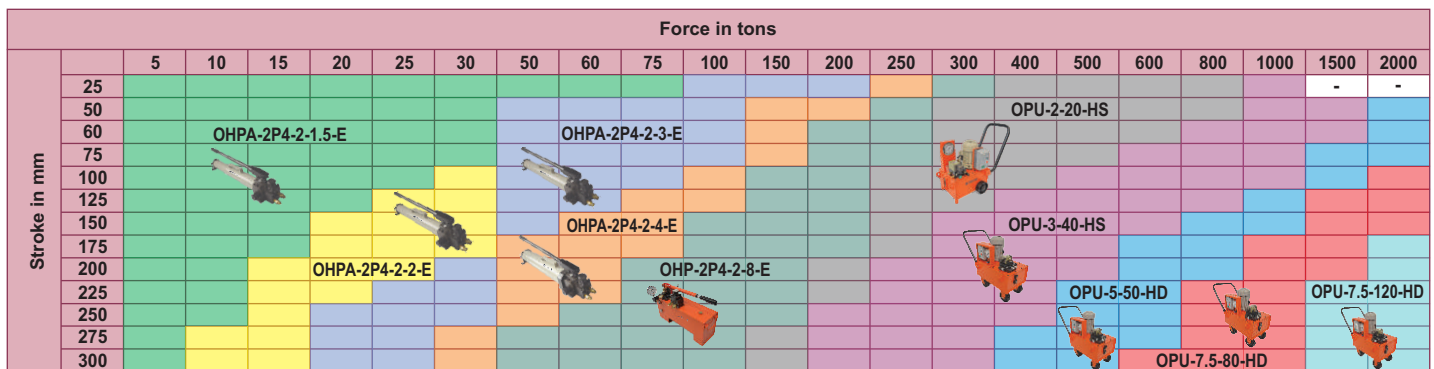 Force in tons
5 10 15 20 25 30 50 60 75 100 150 200 250 300 400 500 600 800 1000 1500 2000
Stroke in mm
25 - -
50 OPU-2-20-HS
60 OHPA-2P4-2-1.5-E OHPA-2P4-2-3-E
75
100
125
150 OHPA-2P4-2-4-E OPU-3-40-HS
175
200 OHPA-2P4-2-2-E OHP-2P4-2-8-E
225 OPU-5-50-HD OPU-7.5-120-HD
250
275
300 OPU-7.5-80-HD